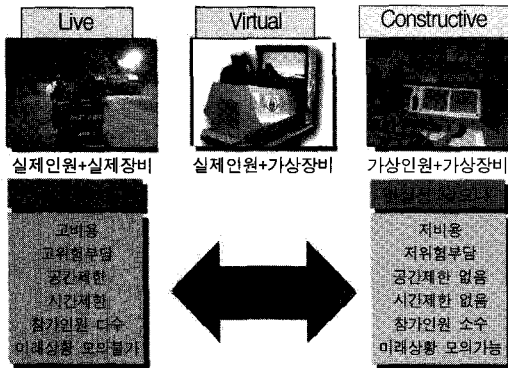 Live
Virtual
Constructive
실제인원+실제장비
실제인원+가상장비
가상인원+가상장비
고비용
고위험부담
공간제한
시간제한
참가인원 다수
미래상황 모의불가
저비용
저위험부담
공간제한 없음
시간제한 없음
참가인원 소수
미래상황 모의가능